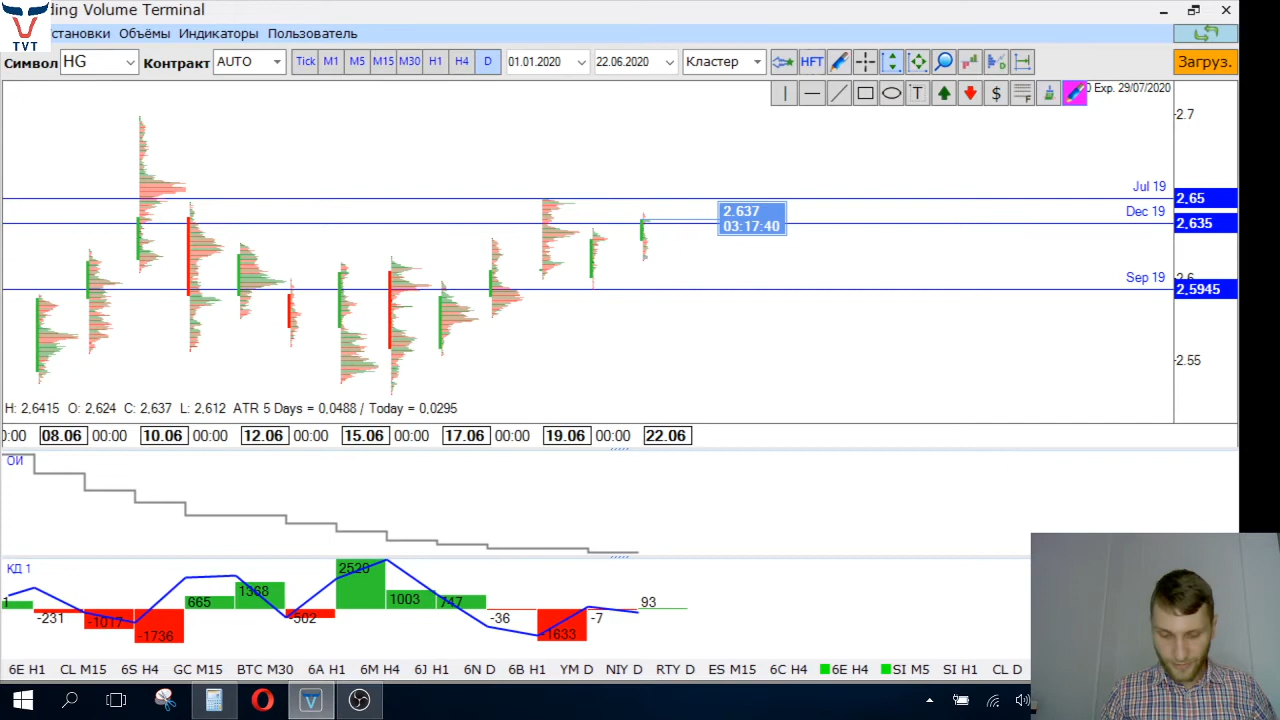 ding Volume Terminal
TVT
становки Объёмы Индикаторы Пользователь
Символ HG Контракт AUTO Tick M1 M5 M15 M30 H1 H4 D 01.01.2020 22.06.2020 Кластер HFT Загруз.
T $ F Exp. 29/07/2020
2.7
Jul 19 2,65
Dec 19 2,635
2.637
03:17:40
Sep 19 2,5945
2.55
H: 2,6415 O: 2,624 C: 2,637 L: 2,612 ATR 5 Days = 0,0488 / Today = 0,0295
0:00 08.06 00:00 10.06 00:00 12.06 00:00 15.06 00:00 17.06 00:00 19.06 00:00 22.06
ОИ
КД 1
1 -231 -1017 -1736 665 1368 -502 2520 1003 747 -36 -1633 -7 93
6E H1 CL M15 6S H4 GC M15 BTC M30 6A H1 6M H4 6J H1 6N D 6B H1 YM D NIY D RTY D ES M15 6C H4 6E H4 SI M5 SI H1 CL D